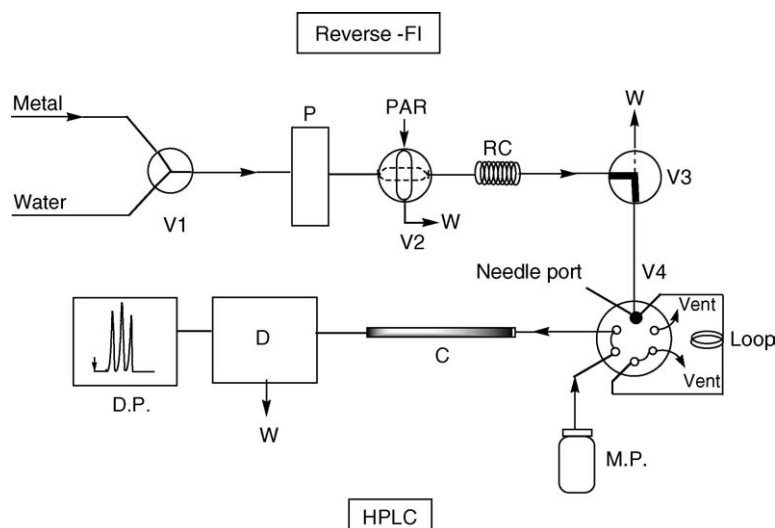 Reverse -FI
Metal
P
PAR
RC
W
V3
Water
V1
V2
W
Needle port
V4
Vent
Loop
Vent
D
C
D.P.
W
M.P.
HPLC